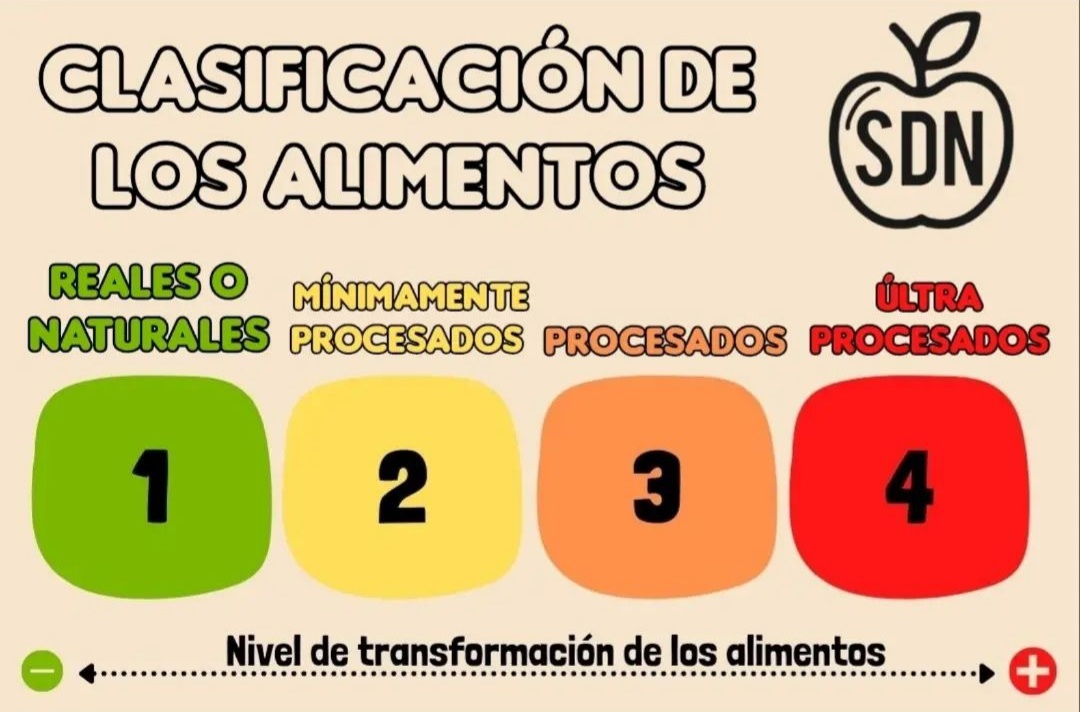 CLASIFICACIÓN DE
LOS ALIMENTOS
SDN
REALES O
NATURALES
MÍNIMAMENTE
PROCESADOS
PROCESADOS
ÚLTRA
PROCESADOS
1
2
3
4
Nivel de transformación de los alimentos